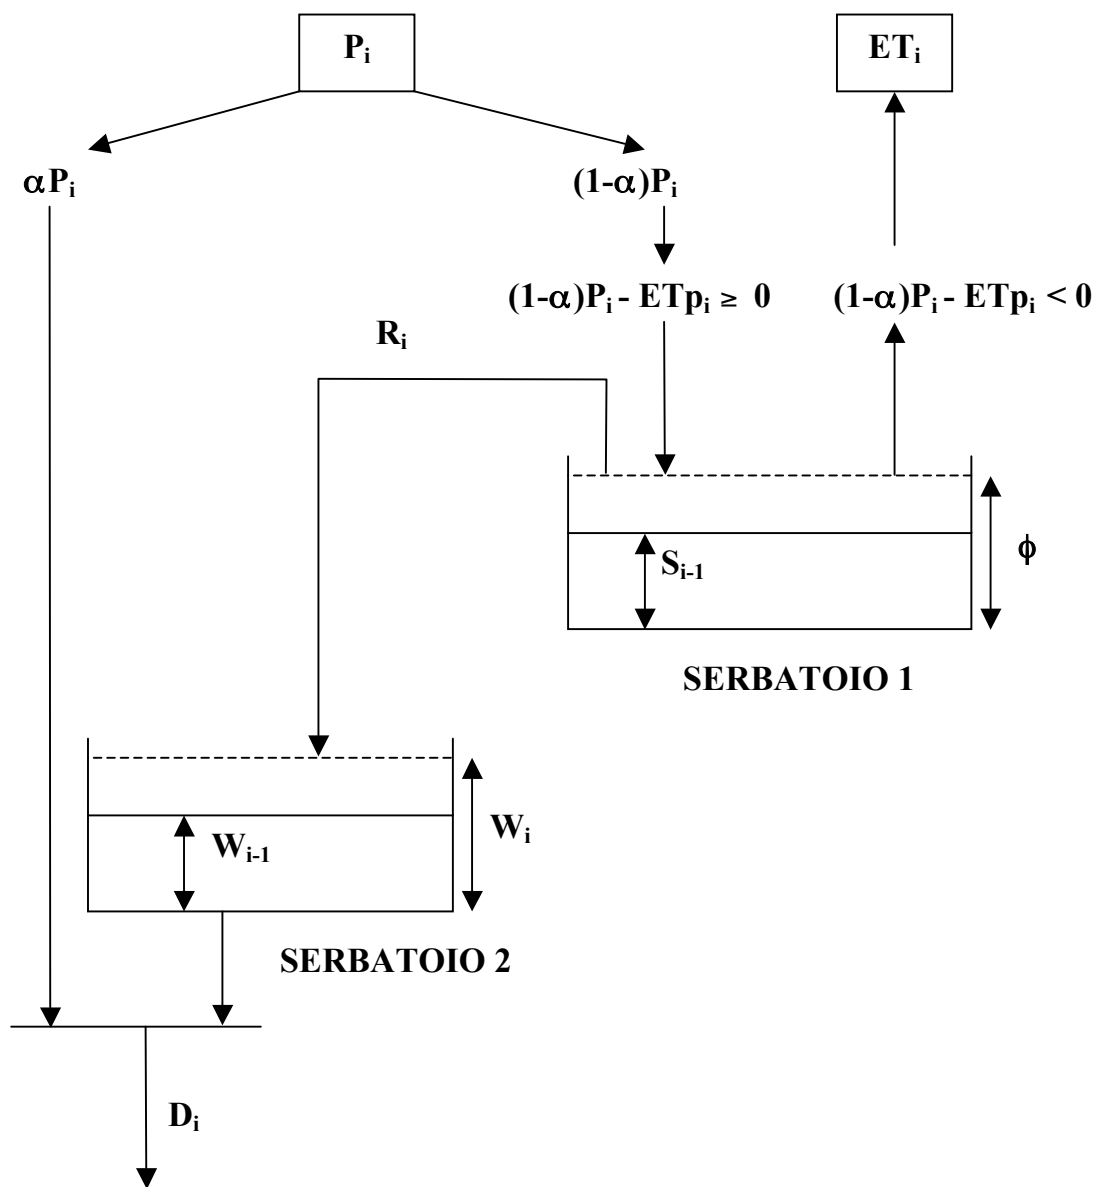 Pᵢ
ETᵢ
αPᵢ
(1-α)Pᵢ
(1-α)Pᵢ - ETpᵢ ≥ 0
(1-α)Pᵢ - ETpᵢ < 0
Rᵢ
Sᵢ₋₁
ϕ
SERBATOIO 1
Wᵢ₋₁
Wᵢ
SERBATOIO 2
Dᵢ